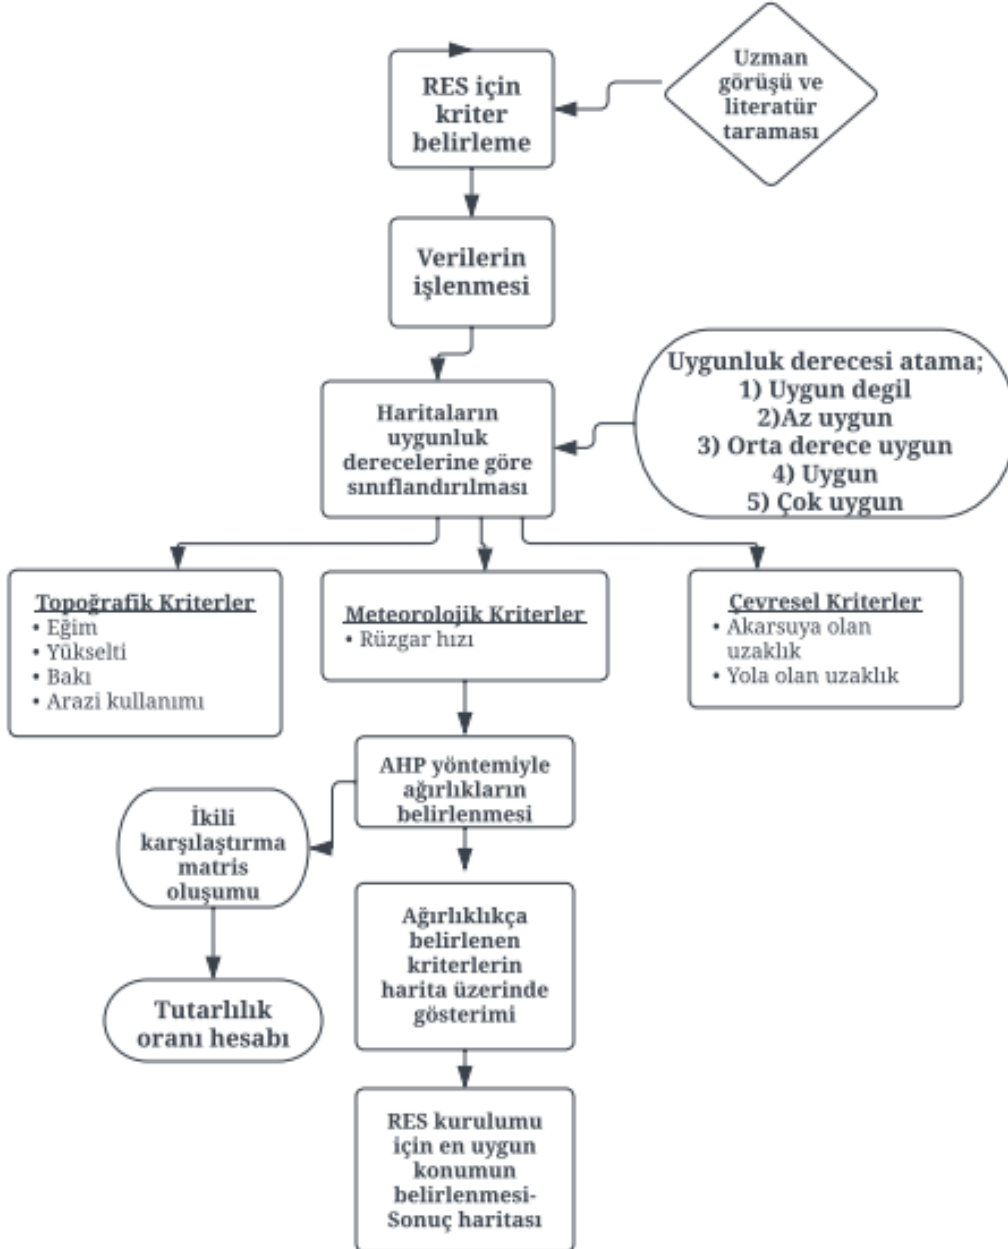 RES için
kriter
belirleme
Uzman
görüşü ve
literatür
taraması
Verilerin
işlenmesi
Haritaların
uygunluk
derecelerine göre
sınıflandırılması
Uygunluk derecesi atama;
1) Uygun degil
2)Az uygun
3) Orta derece uygun
4) Uygun
5) Çok uygun
Topoğrafik Kriterler
• Eğim
• Yükselti
• Bakı
• Arazi kullanımı
Meteorolojik Kriterler
• Rüzgar hızı
Çevresel Kriterler
• Akarsuya olan
uzaklık
• Yola olan uzaklık
AHP yöntemiyle
ağırlıkların
belirlenmesi
İkili
karşılaştırma
matris
oluşumu
Tutarlılık
oranı hesabı
Ağırlıklıkça
belirlenen
kriterlerin
harita üzerinde
gösterimi
RES kurulumu
için en uygun
konumun
belirlenmesi-
Sonuç haritası